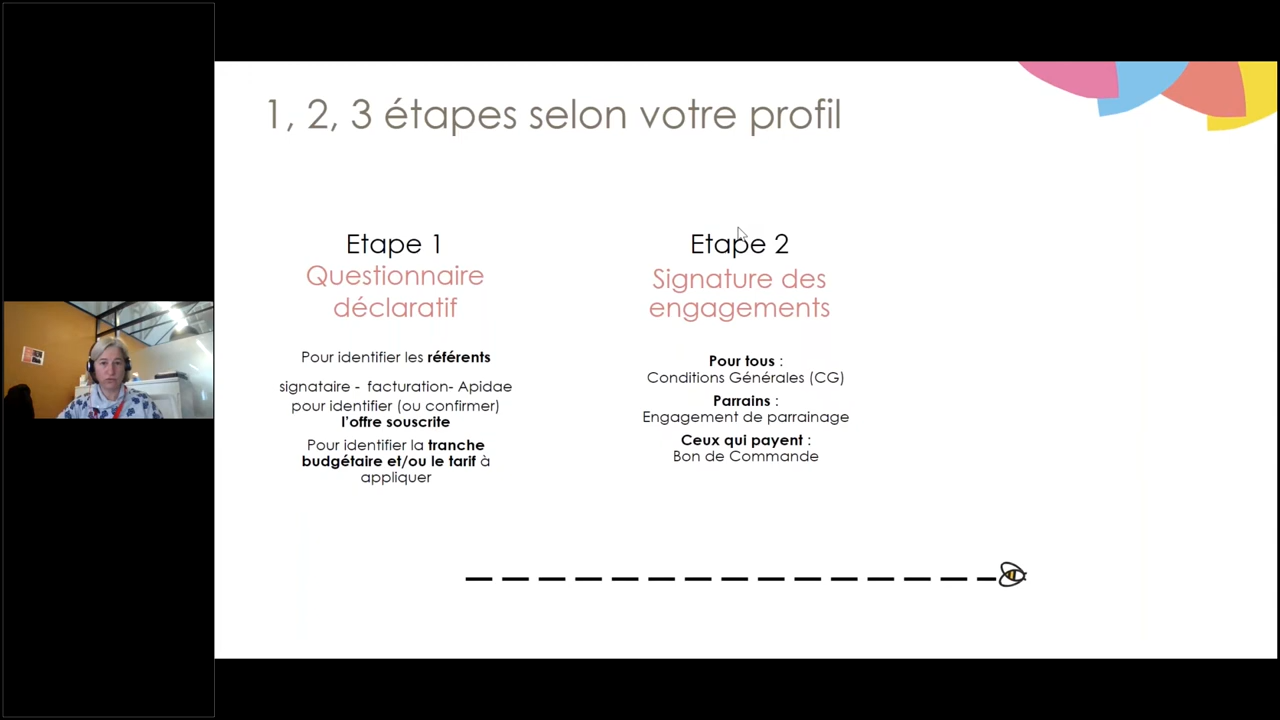 1, 2, 3 étapes selon votre profil
Etape 1
Questionnaire
déclaratif
Pour identifier les référents
signataire - facturation- Apidae
pour identifier (ou confirmer)
l'offre souscrite
Pour identifier la tranche
budgétaire et/ou le tarif à
appliquer
Etape 2
Signature des
engagements
Pour tous :
Conditions Générales (CG)
Parrains :
Engagement de parrainage
Ceux qui payent :
Bon de Commande